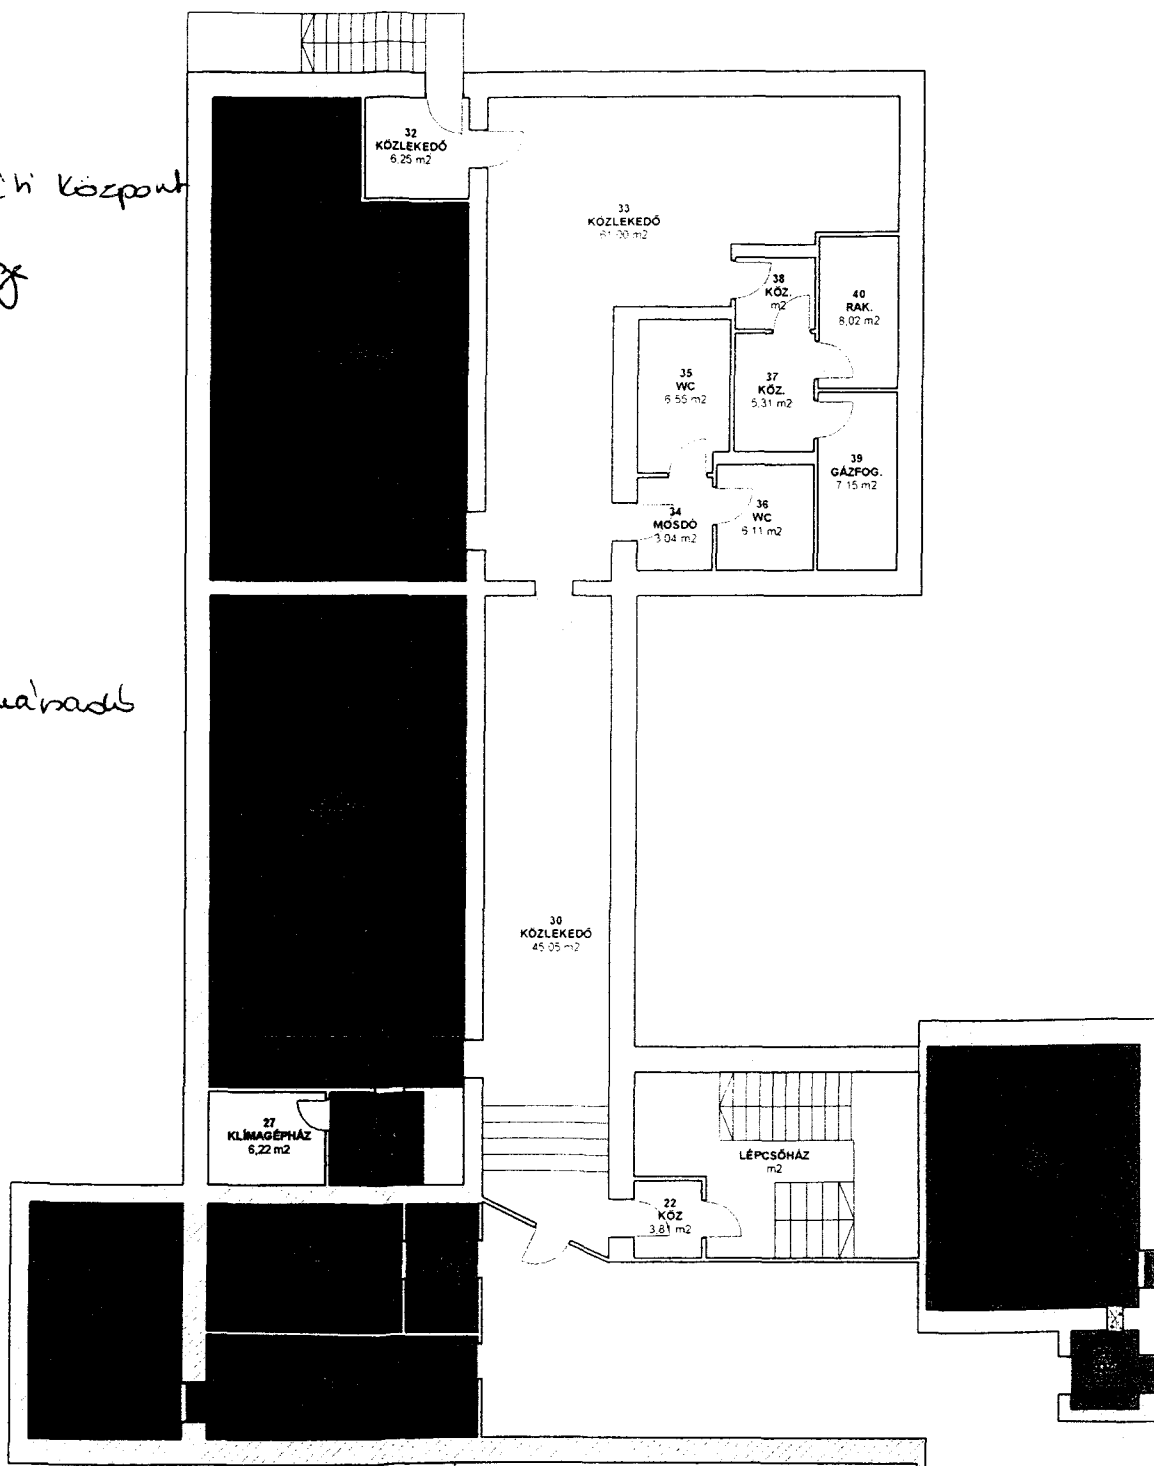 32
KÖZLEKEDŐ
6,25 m2
Központ
33
KÖZLEKEDŐ
61,00 m2
38
KÖZ.
m2
40
RAK.
8,02 m2
35
WC
6,55 m2
37
KÖZ.
5,31 m2
39
GÁZFOG.
7,15 m2
34
MOSDÓ
3,04 m2
36
WC
6,11 m2
30
KÖZLEKEDŐ
45,05 m2
27
KLÍMAGÉPHÁZ
6,22 m2
LÉPCSŐHÁZ
m2
22
KÖZ
3,81 m2